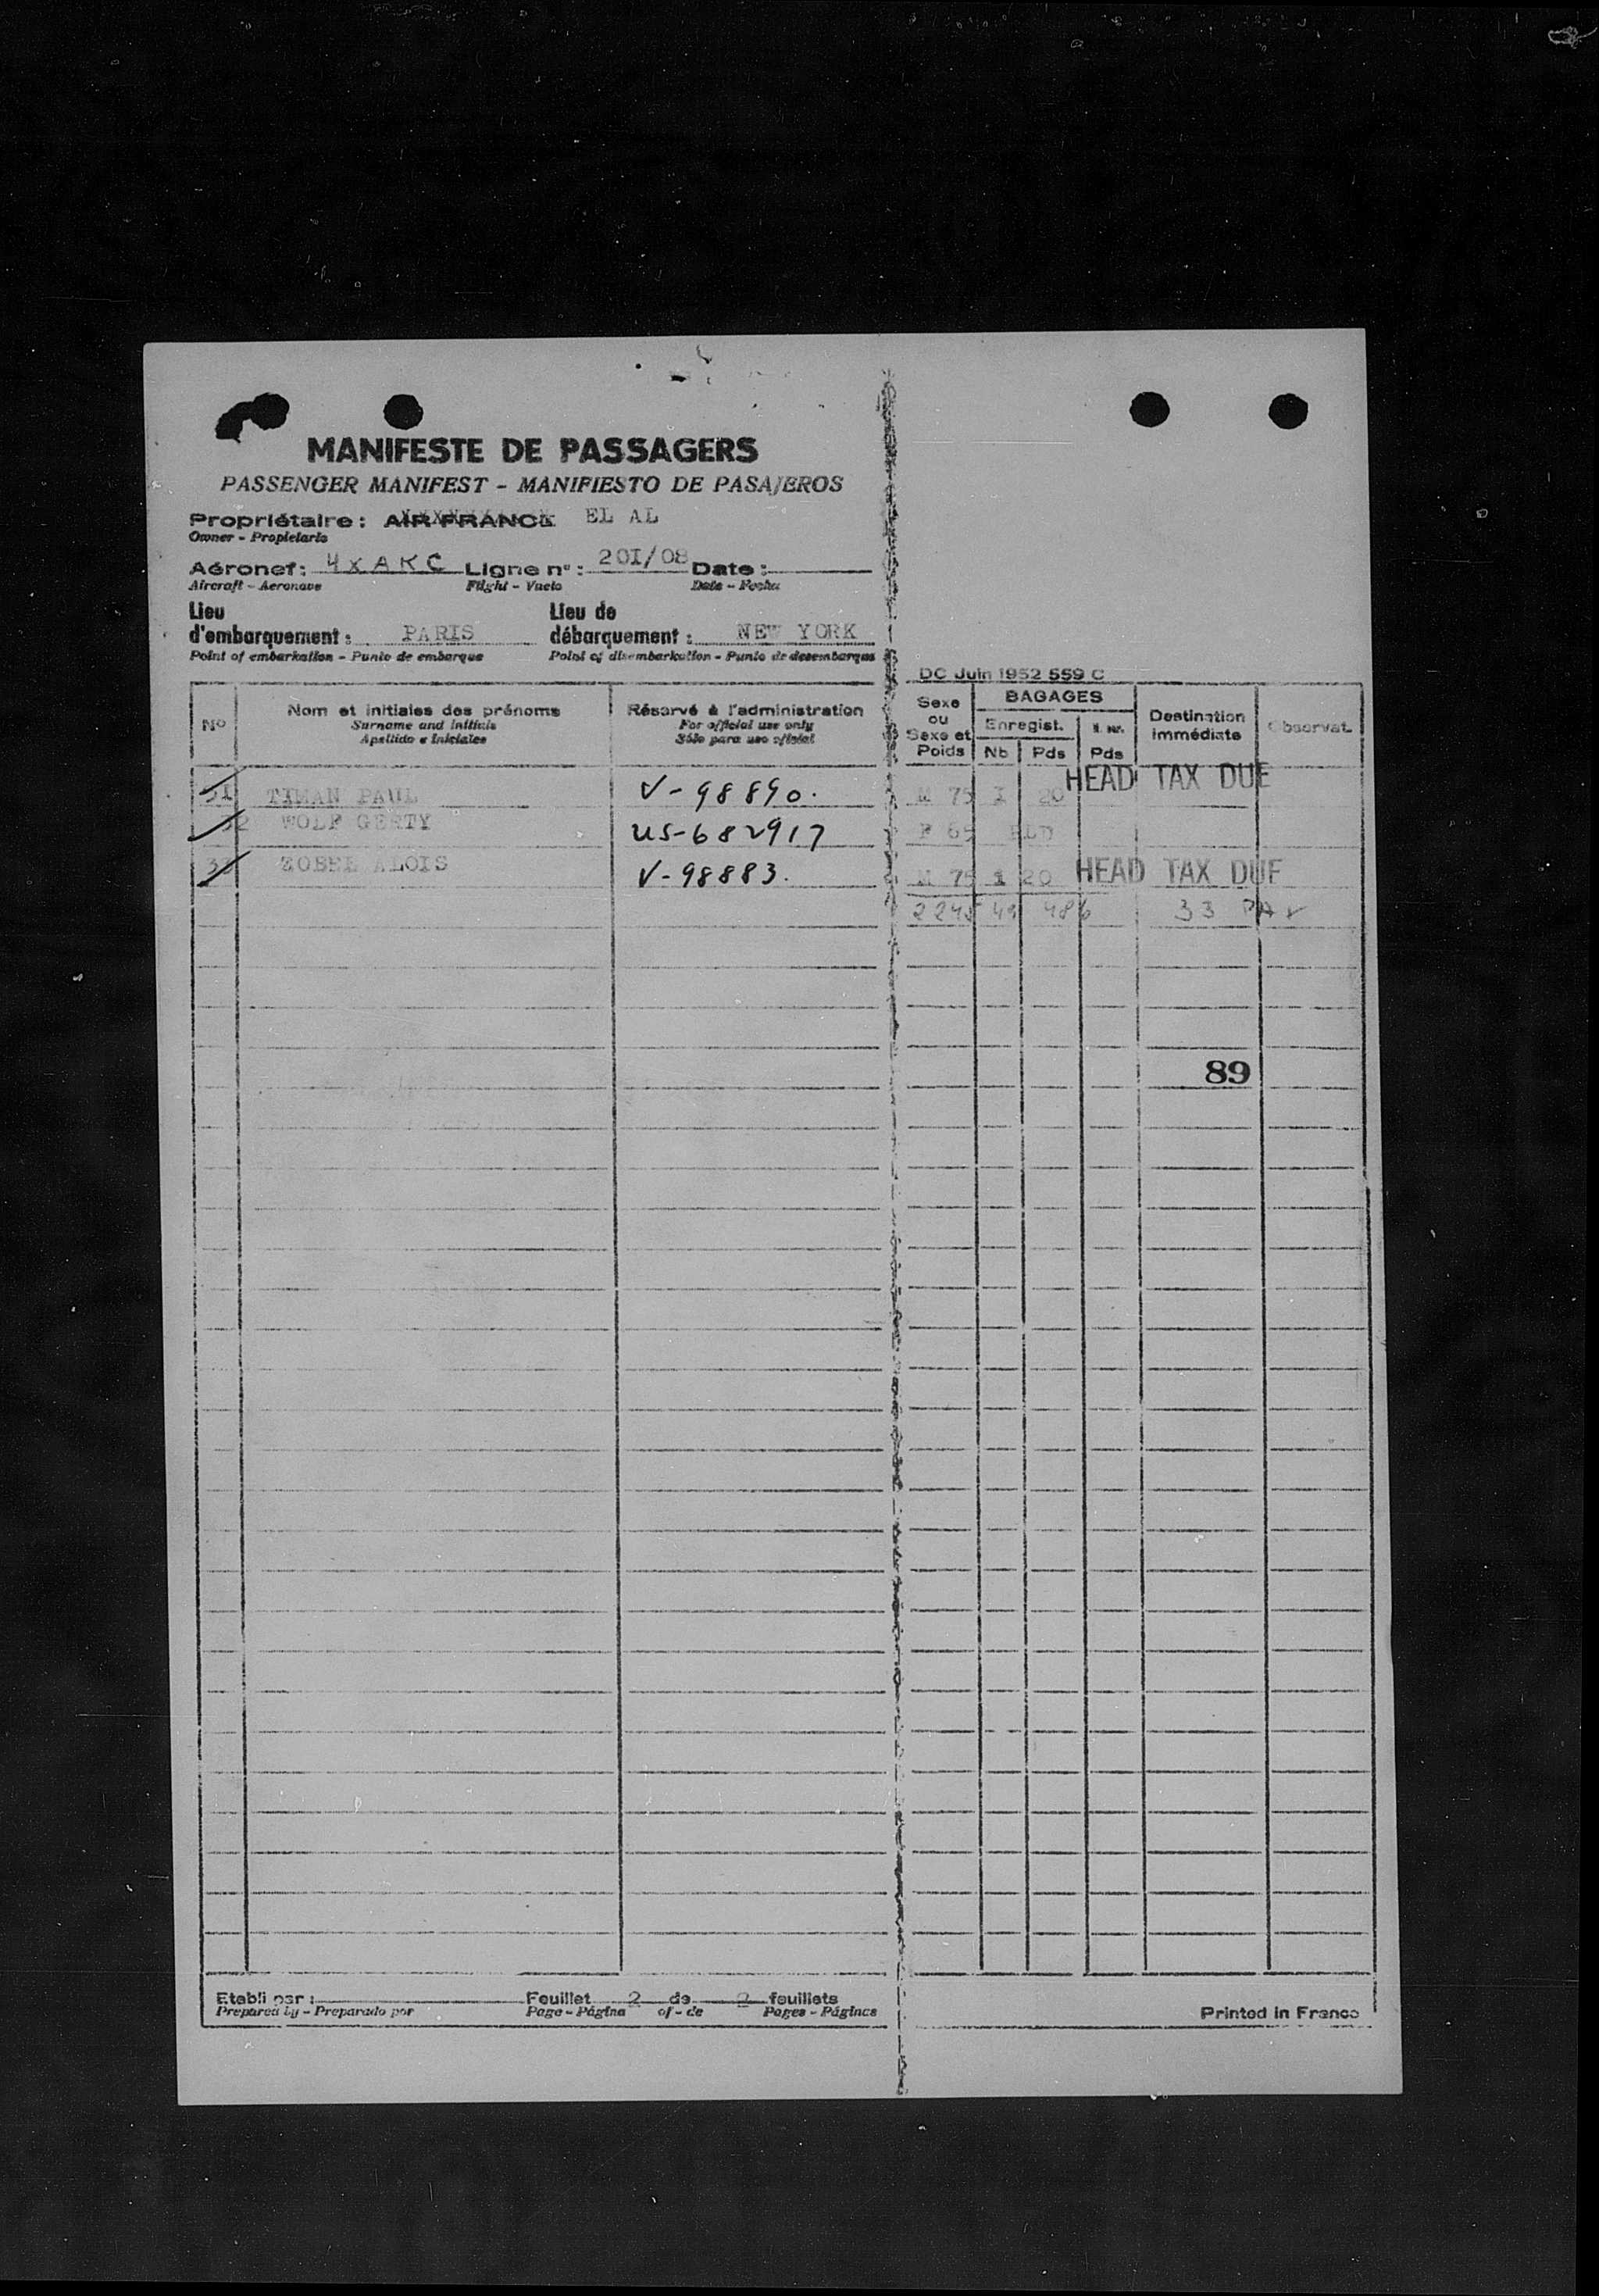 MANIFESTE DE PASSAGERS
PASSENGER MANIFEST - MANIFIESTO DE PASAJEROS
Propriétaire : AIR FRANCE EL AL
Owner - Propietario
Aéronef : 4XAKC Ligne n° : 20I/08 Date :
Aircraft - Aeronave Flight - Vuelo Date - Fecha
Lieu d'embarquement : PARIS Lieu de débarquement : NEW YORK
Point of embarkation - Punto de embarque Point of disembarkation - Punto de desembarque
DC Juin 1952 559 C
Nº Nom et initiales des prénoms Réservé à l'administration Sexe ou Sexe et Poids BAGAGES Destination immédiate Observat.
Surname and initials For official use only Enregist.
Apellido e iniciales Sólo para uso oficial Nb Pds Pds
31 TIMAN PAUL V-98890. M 75 I 20 HEAD TAX DUE
32 WOLF GERTY US-682917 F 65 PLD
33 ZOBEL ALOIS V-98883. M 75 1 20 HEAD TAX DUE
2245 49 486 33 PAX
89
Etabli par : Feuillet 2 de 2 feuillets
Prepared by - Preparado por Page - Página of - de Pages - Páginas
Printed in France